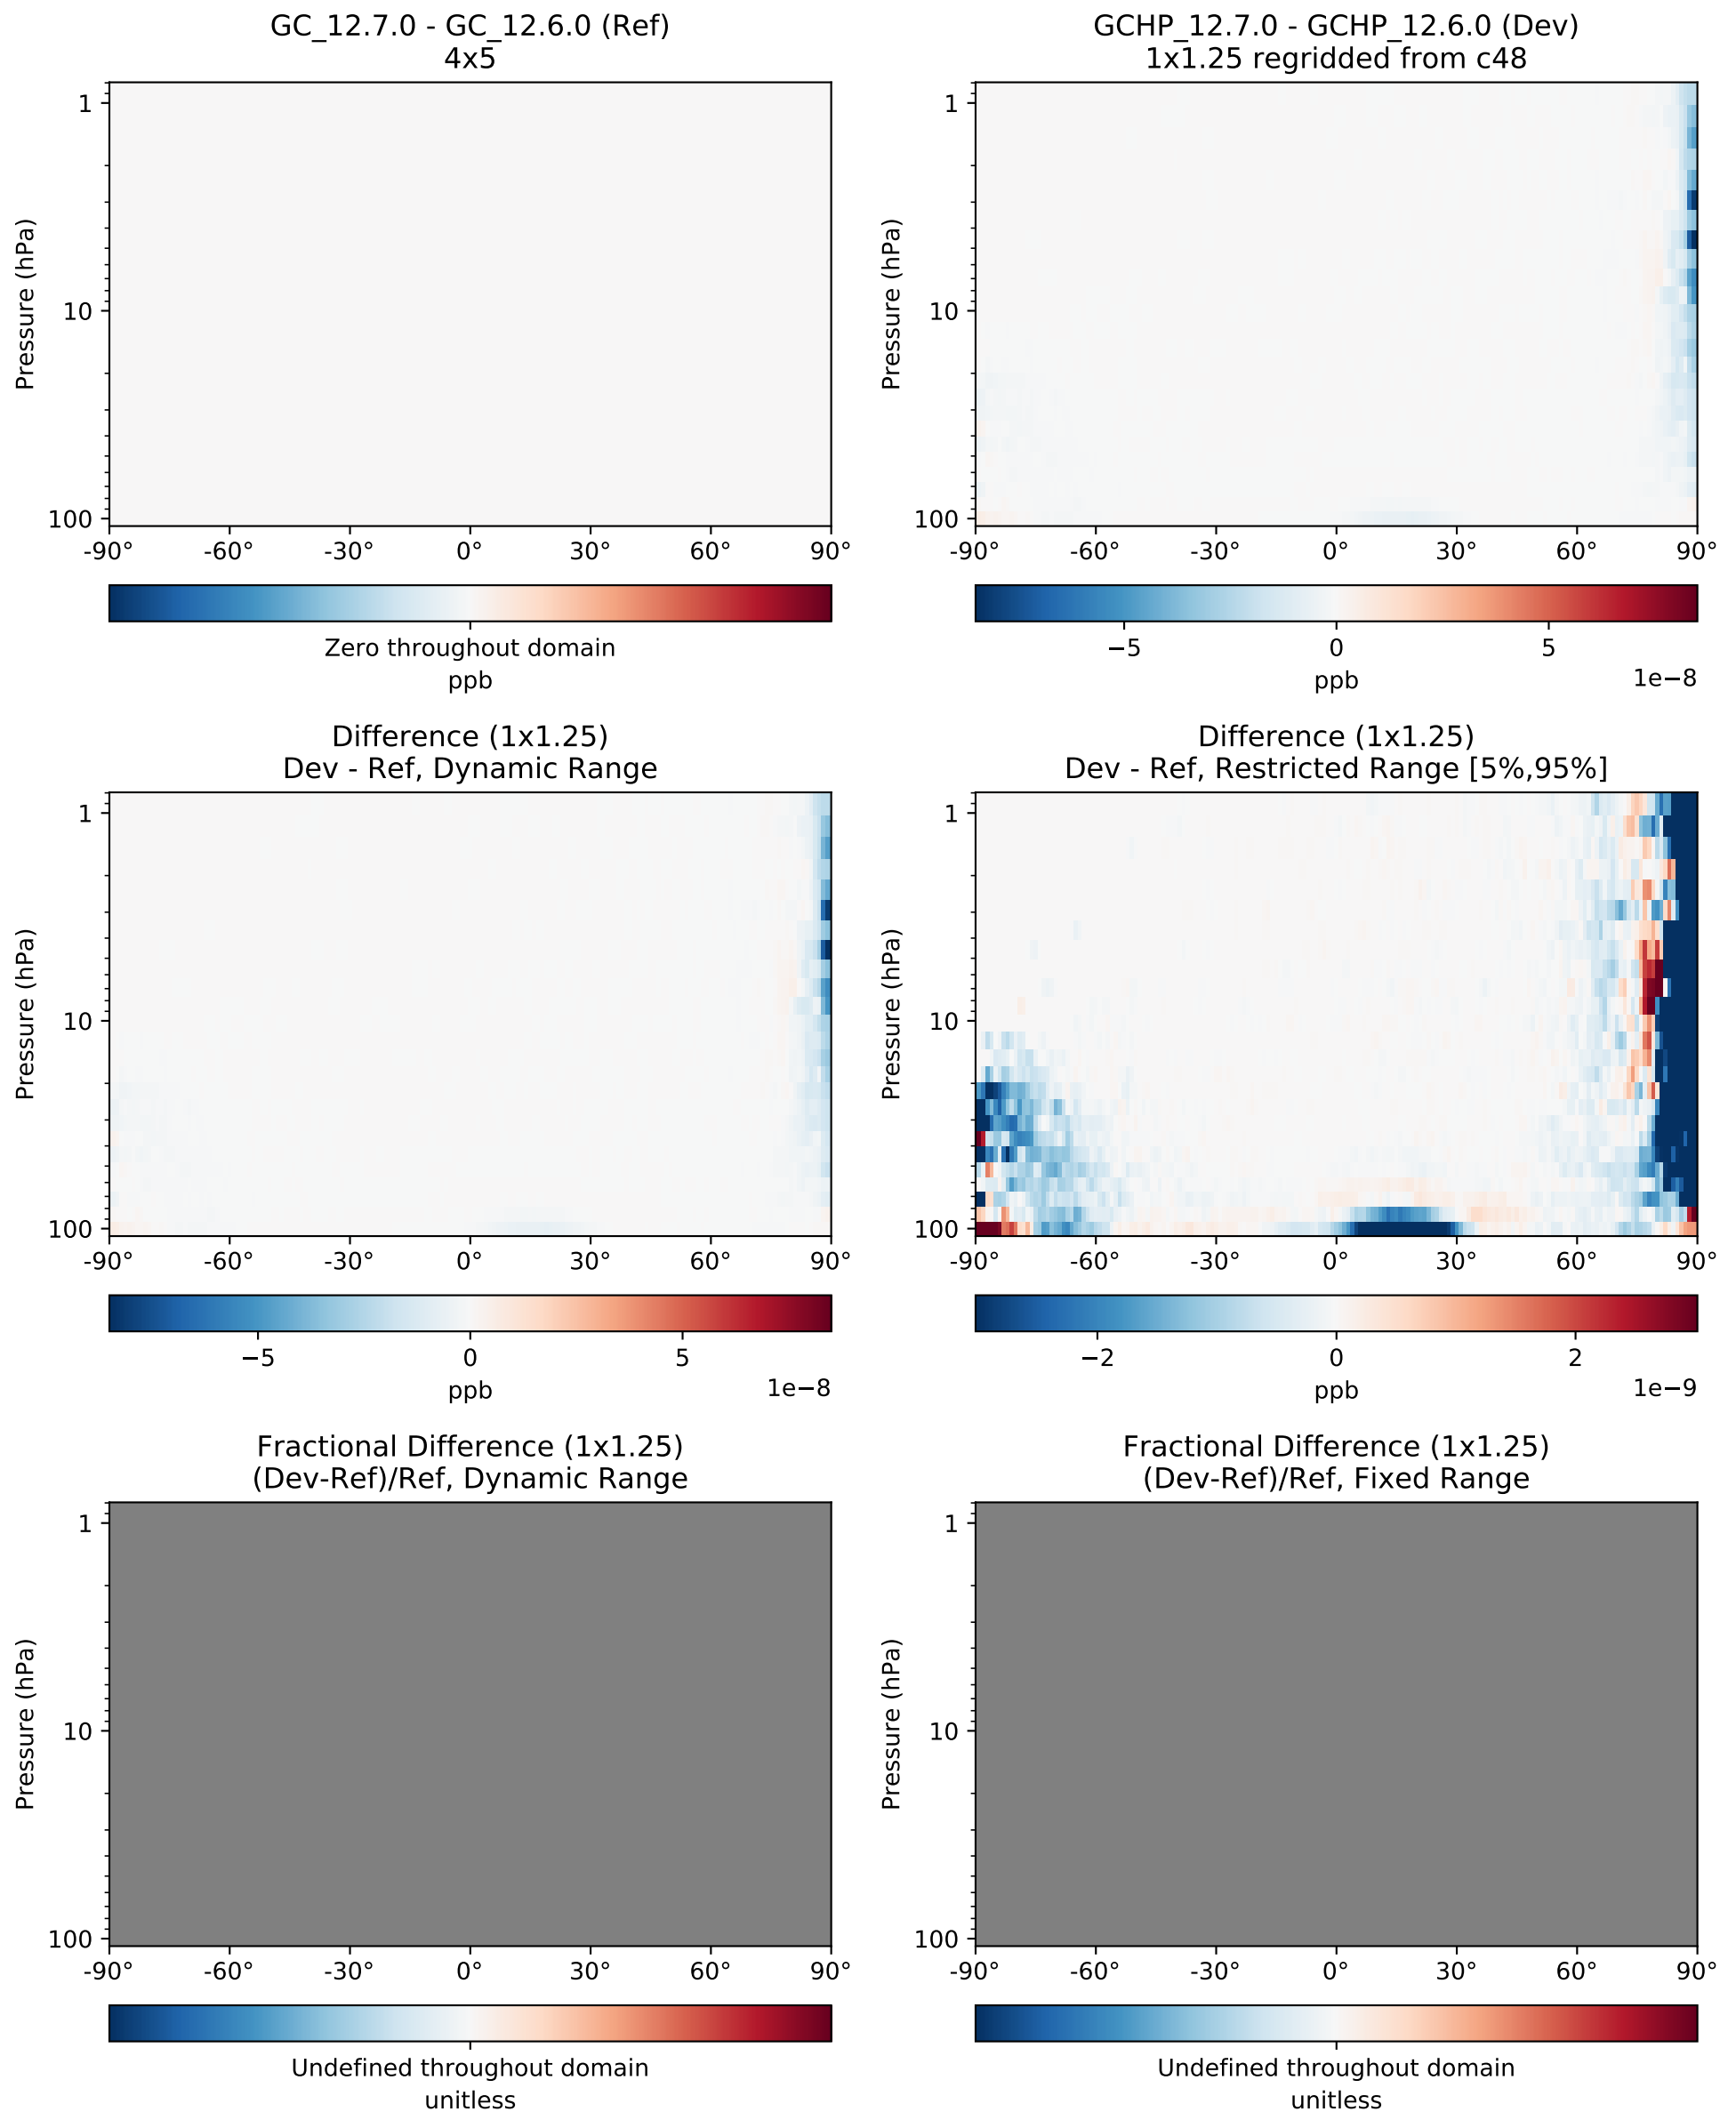 GC_12.7.0 - GC_12.6.0 (Ref)
4x5
Pressure (hPa)
1
10
100
-90° -60° -30° 0° 30° 60° 90°
Zero throughout domain
ppb
GCHP_12.7.0 - GCHP_12.6.0 (Dev)
1x1.25 regridded from c48
Pressure (hPa)
1
10
100
-90° -60° -30° 0° 30° 60° 90°
−5 0 5
ppb
1e−8
Difference (1x1.25)
Dev - Ref, Dynamic Range
Pressure (hPa)
1
10
100
-90° -60° -30° 0° 30° 60° 90°
−5 0 5
ppb
1e−8
Difference (1x1.25)
Dev - Ref, Restricted Range [5%,95%]
Pressure (hPa)
1
10
100
-90° -60° -30° 0° 30° 60° 90°
−2 0 2
ppb
1e−9
Fractional Difference (1x1.25)
(Dev-Ref)/Ref, Dynamic Range
Pressure (hPa)
1
10
100
-90° -60° -30° 0° 30° 60° 90°
Undefined throughout domain
unitless
Fractional Difference (1x1.25)
(Dev-Ref)/Ref, Fixed Range
Pressure (hPa)
1
10
100
-90° -60° -30° 0° 30° 60° 90°
Undefined throughout domain
unitless